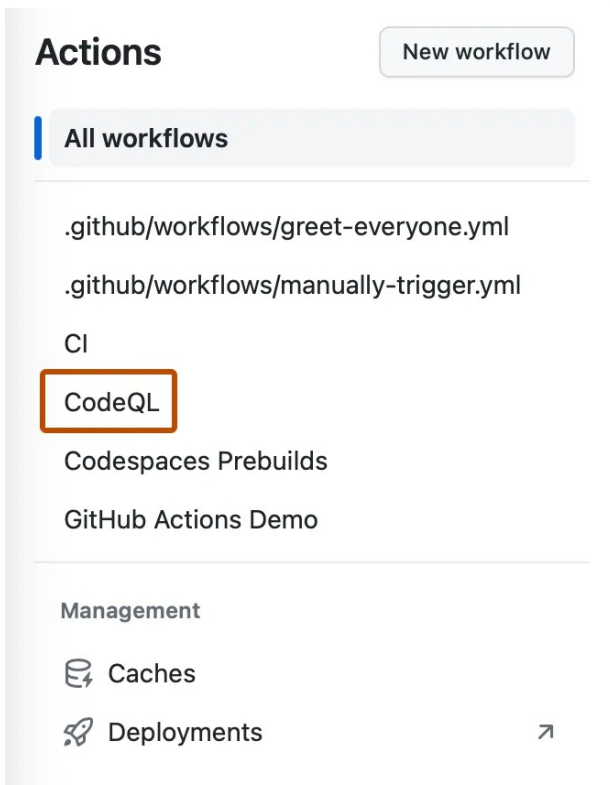 Actions
New workflow
All workflows
.github/workflows/greet-everyone.yml
.github/workflows/manually-trigger.yml
CI
CodeQL
Codespaces Prebuilds
GitHub Actions Demo
Management
Caches
Deployments